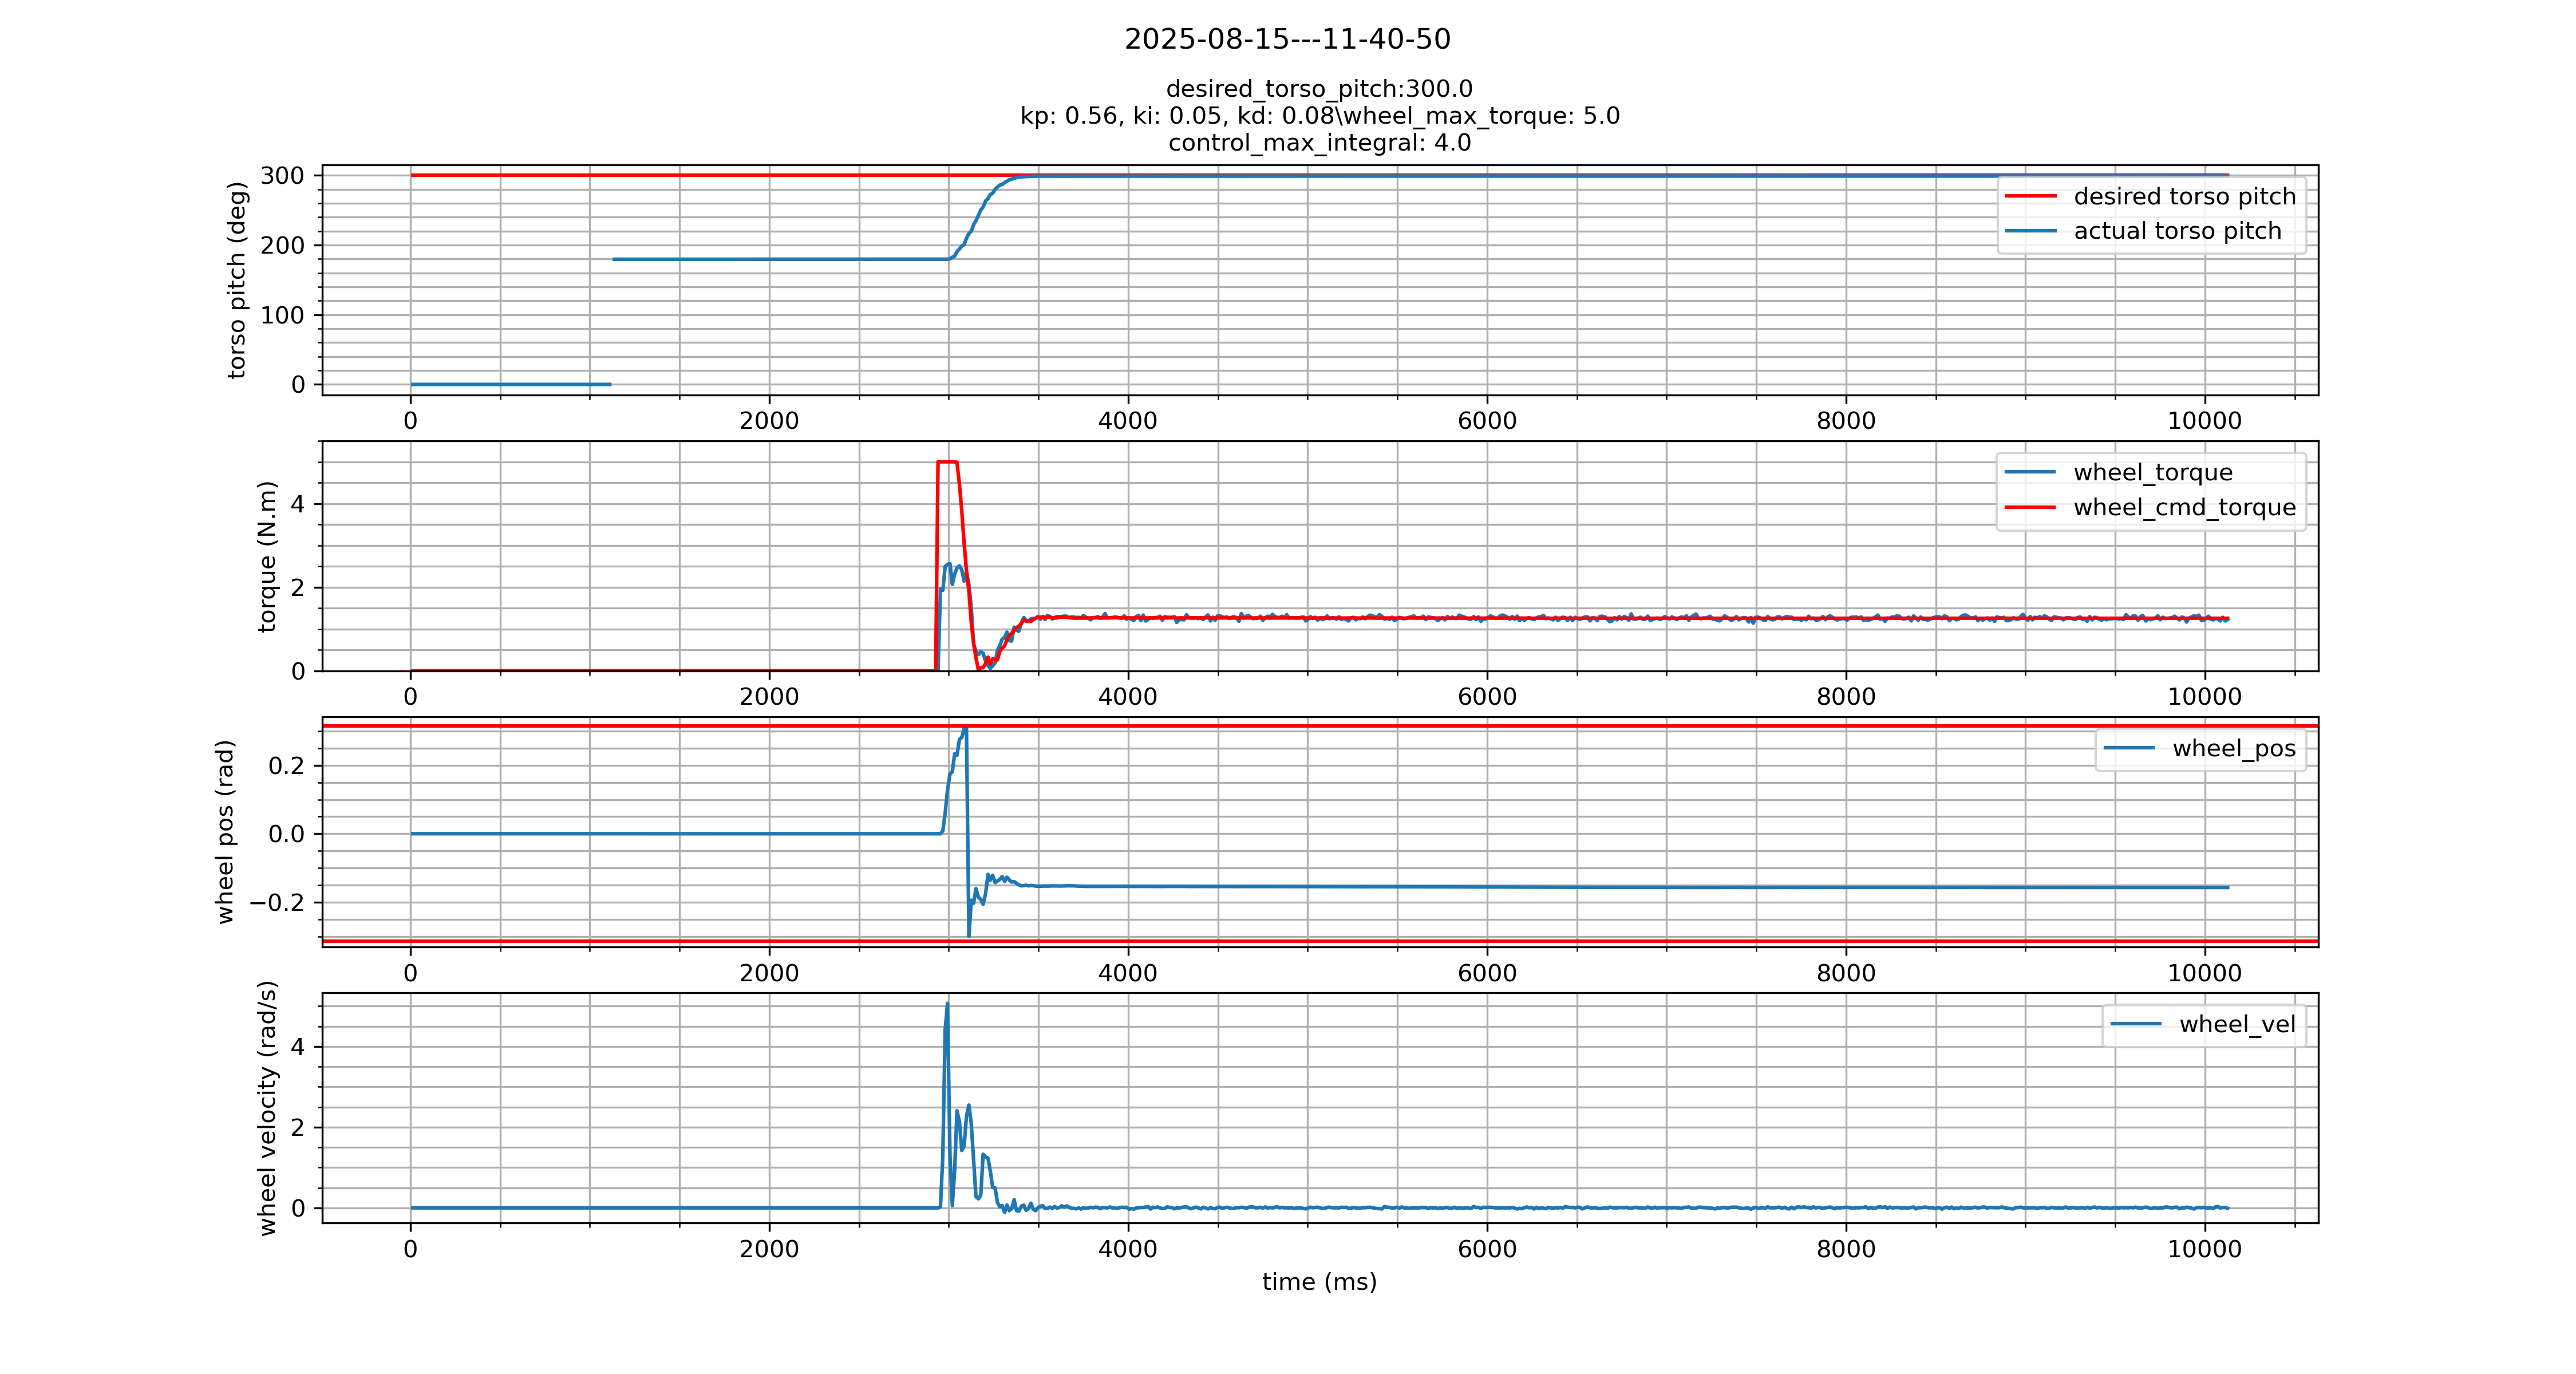 2025-08-15---11-40-50
desired_torso_pitch:300.0
kp: 0.56, ki: 0.05, kd: 0.08\wheel_max_torque: 5.0
control_max_integral: 4.0
torso pitch (deg)
300
200
100
0
desired torso pitch
actual torso pitch
0 2000 4000 6000 8000 10000
torque (N.m)
4
2
0
wheel_torque
wheel_cmd_torque
0 2000 4000 6000 8000 10000
wheel pos (rad)
0.2
0.0
−0.2
wheel_pos
0 2000 4000 6000 8000 10000
wheel velocity (rad/s)
4
2
0
wheel_vel
0 2000 4000 6000 8000 10000
time (ms)